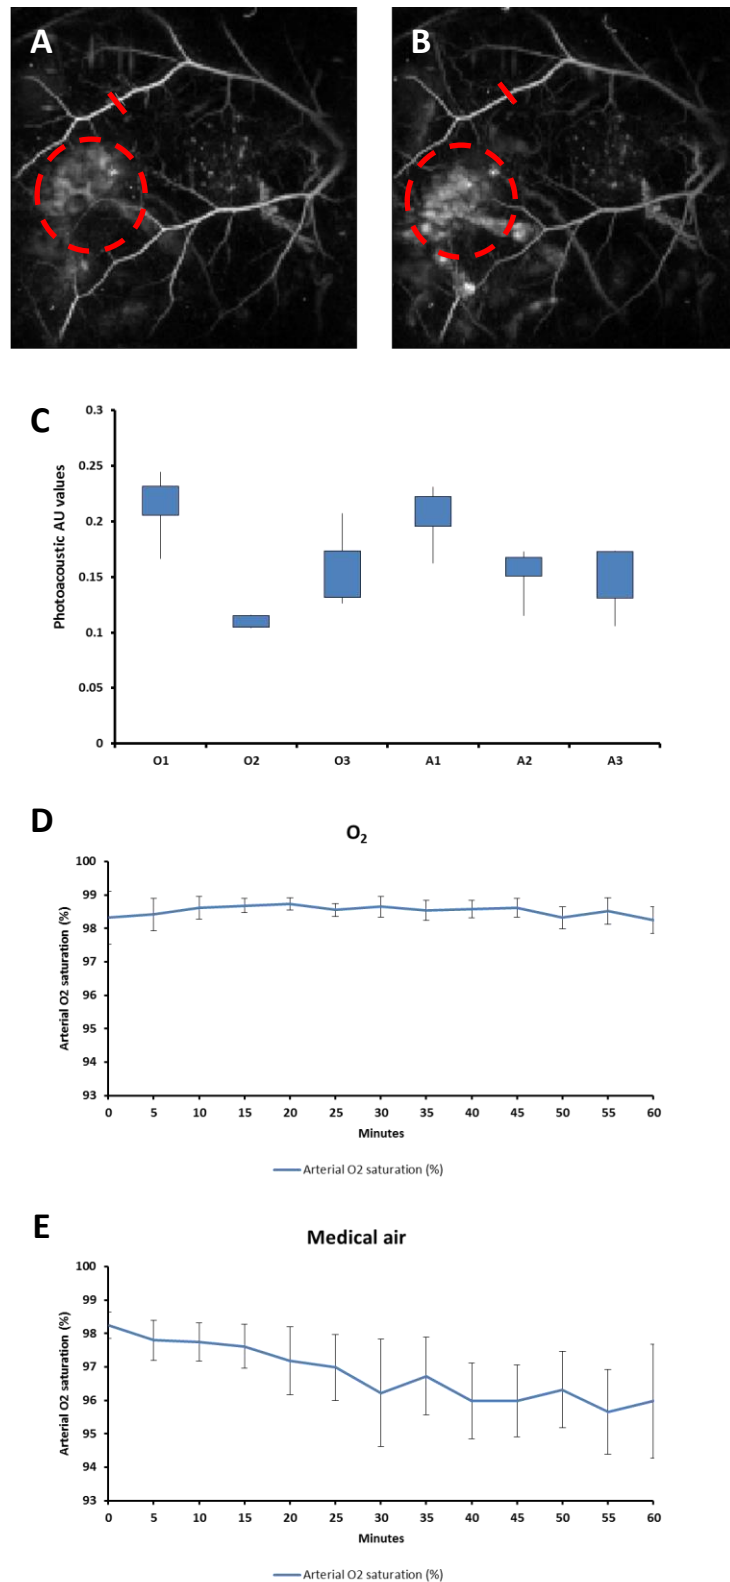 A
B
C
Photoacoustic AU values
0.3
0.25
0.2
0.15
0.1
0.05
0
O1 O2 O3 A1 A2 A3
D
O2
Arterial O2 saturation (%)
100
99
98
97
96
95
94
93
0 5 10 15 20 25 30 35 40 45 50 55 60
Minutes
Arterial O2 saturation (%)
E
Medical air
Arterial O2 saturation (%)
100
99
98
97
96
95
94
93
0 5 10 15 20 25 30 35 40 45 50 55 60
Minutes
Arterial O2 saturation (%)